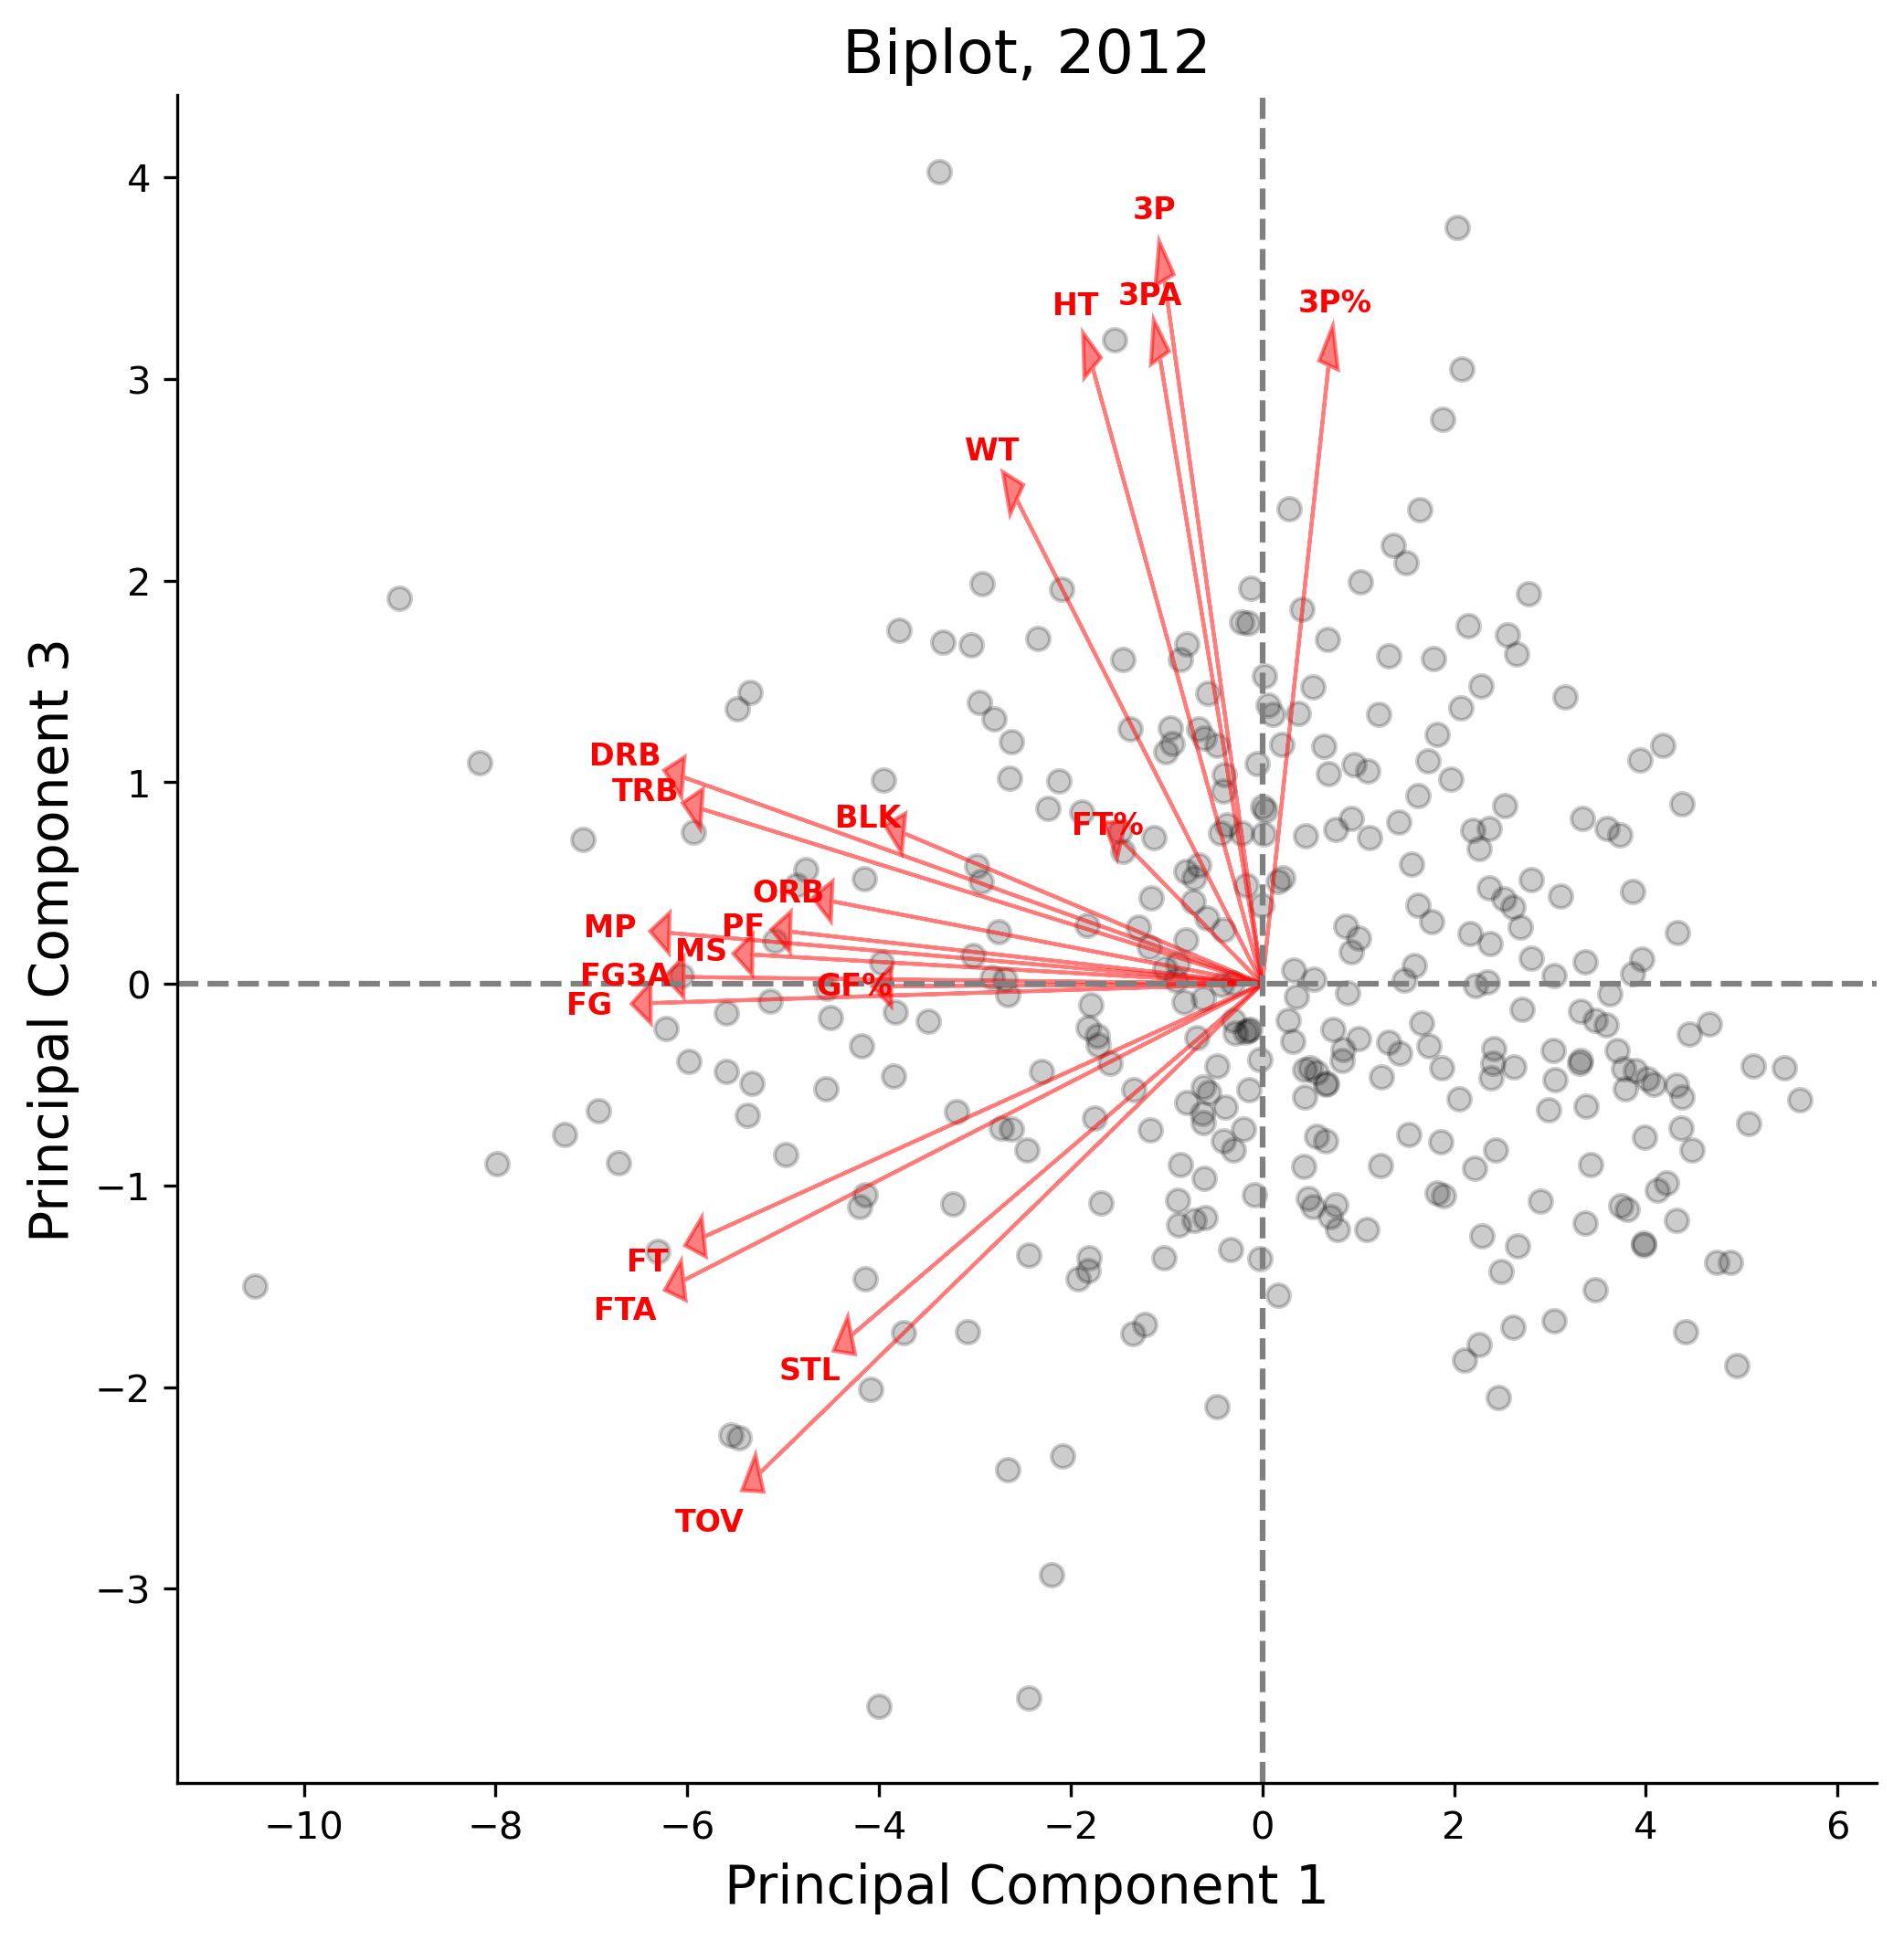 Biplot, 2012
Principal Component 3
4
3
2
1
0
−1
−2
−3
3P
3PA
HT
3P%
WT
DRB
TRB
BLK
FT%
ORB
MP
PF
MS
FG3A
GF%
FG
FT
FTA
STL
TOV
−10 −8 −6 −4 −2 0 2 4 6
Principal Component 1